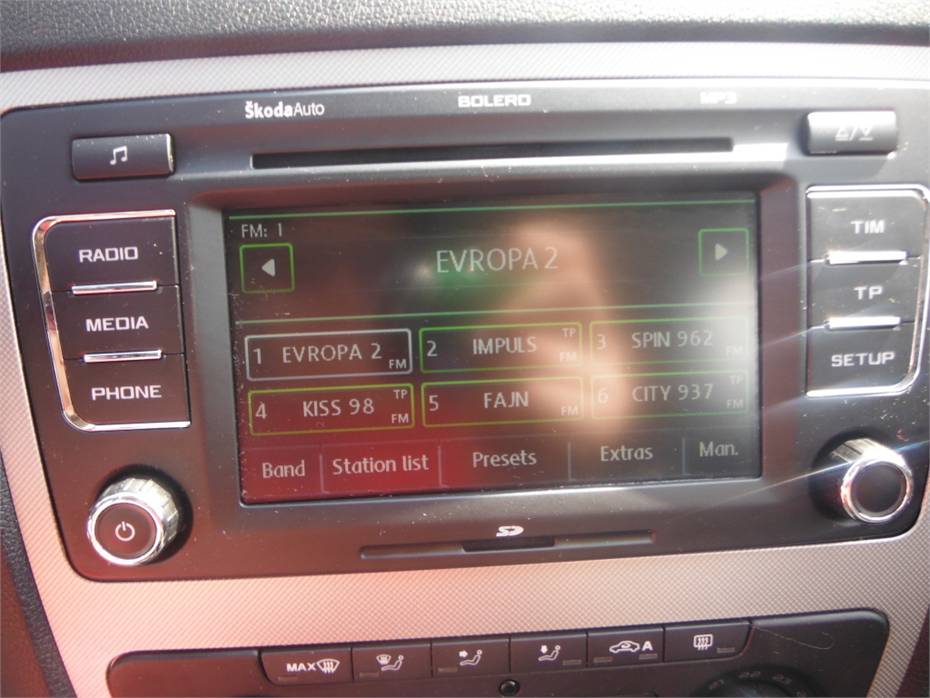 ŠkodaAuto BOLERO MP3
FM: 1
EVROPA 2
RADIO
MEDIA
PHONE
TIM
TP
SETUP
1 EVROPA 2 FM
2 IMPULS TP FM
3 SPIN 962 FM
4 KISS 98 TP FM
5 FAJN FM
6 CITY 937 TP FM
Band Station list Presets Extras Man.
SD
MAX A